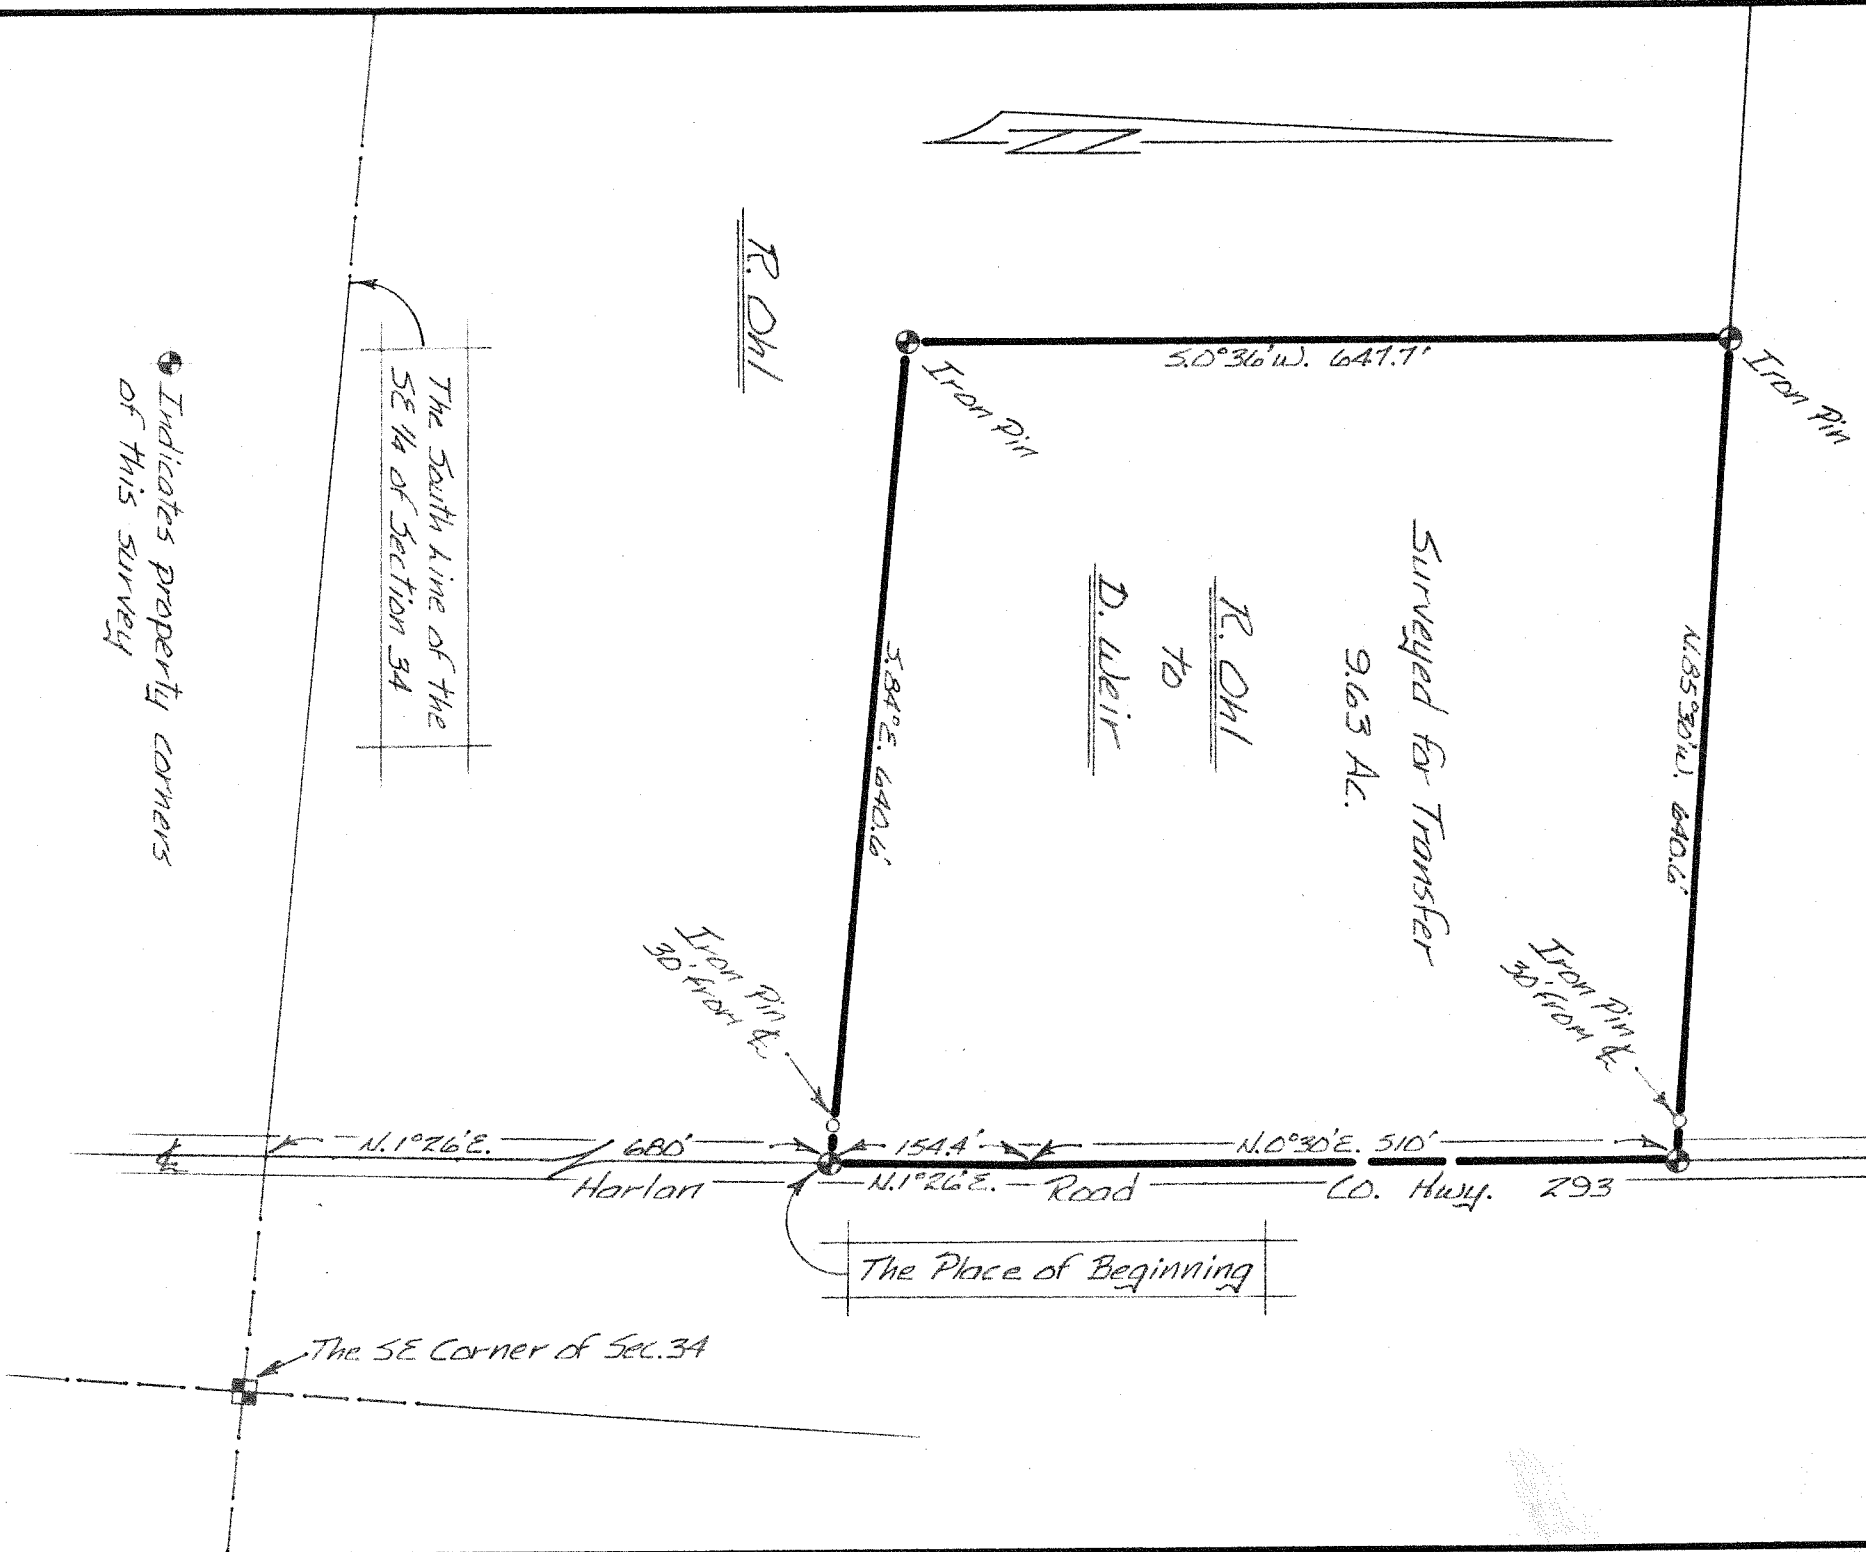 N
R. Ohl
S.0°36'W. 647.7'
Iron Pin
Iron Pin
The South Line of the
SE 1/4 of Section 34
Indicates property corners
of this survey
Surveyed for Transfer
9.63 Ac.
R. Ohl
to
D. Weir
N.85°30'W. 640.6'
S.84°E. 640.6'
Iron Pin
30' from ℄
Iron Pin
30' from ℄
℄
N.1°26'E. 680'
154.4'
N.0°30'E. 510'
Harlan Road Co. Hwy. 293
N.1°26'E.
The Place of Beginning
The SE Corner of Sec.34